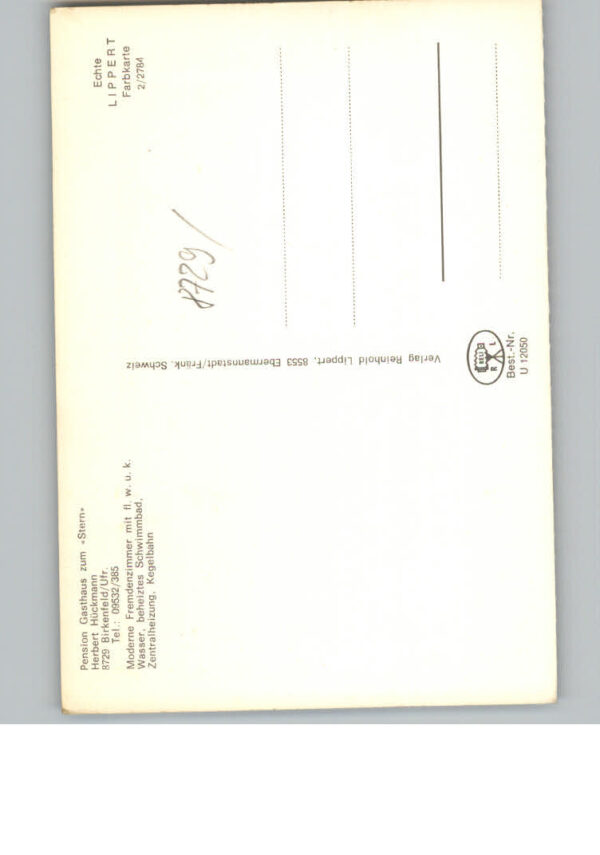 Pension Gasthaus zum «Stern»
Herbert Hückmann
8729 Birkenfeld/Ufr.
Tel.: 09532/385
Moderne Fremdenzimmer mit fl. w. u. k.
Wasser, beheiztes Schwimmbad,
Zentralheizung, Kegelbahn
Verlag Reinhold Lippert, 8553 Ebermannstadt/Fränk. Schweiz
Echte
LIPPERT
Farbkarte
2/2784
8729/
R L
Best.-Nr.
U 12050